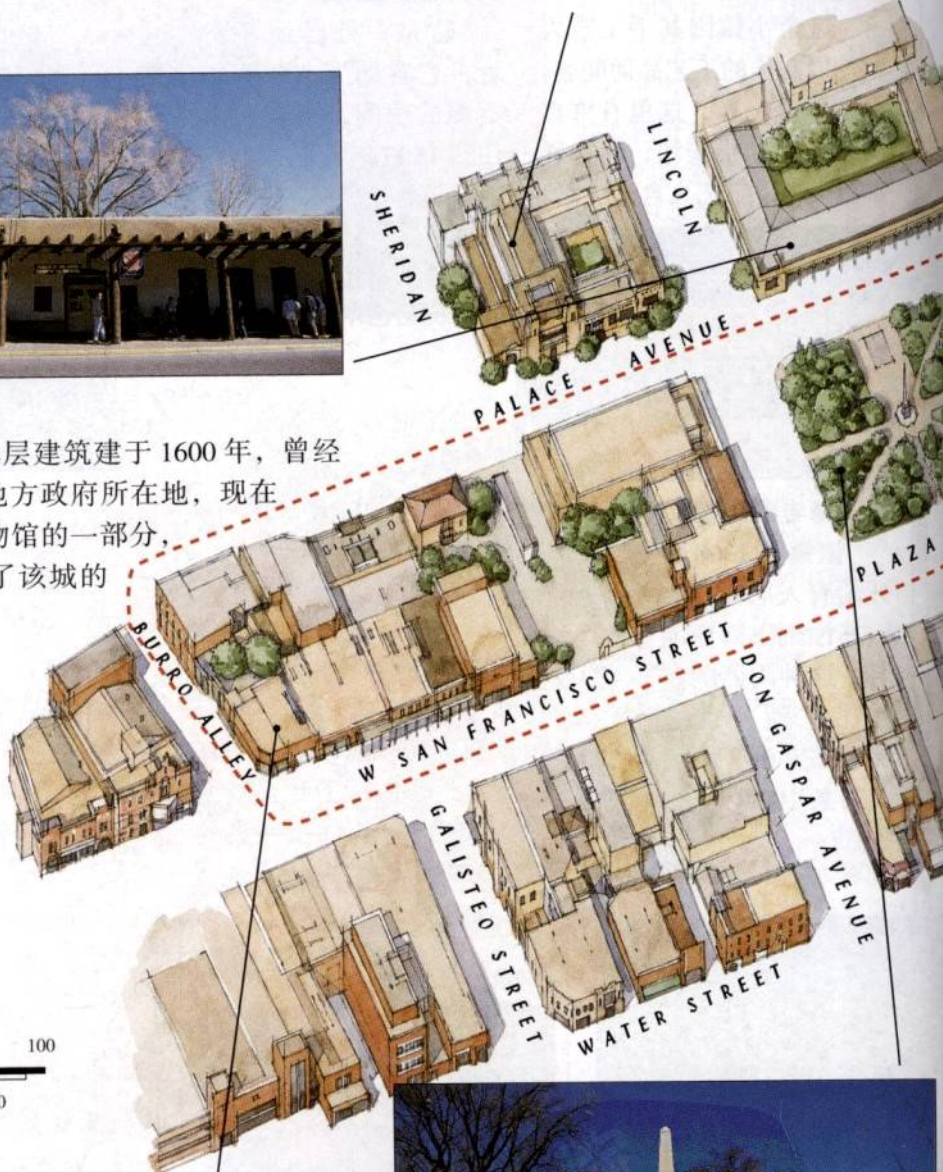 SHERIDAN
LINCOLN
PALACE AVENUE
层建筑建于 1600 年，曾经
方政府所在地，现在
馆的一部分，
了该城的
PLAZA
BURRO ALLEY
W SAN FRANCISCO STREET
DON GASPAR AVENUE
GALISTEO STREET
WATER STREET
100
0